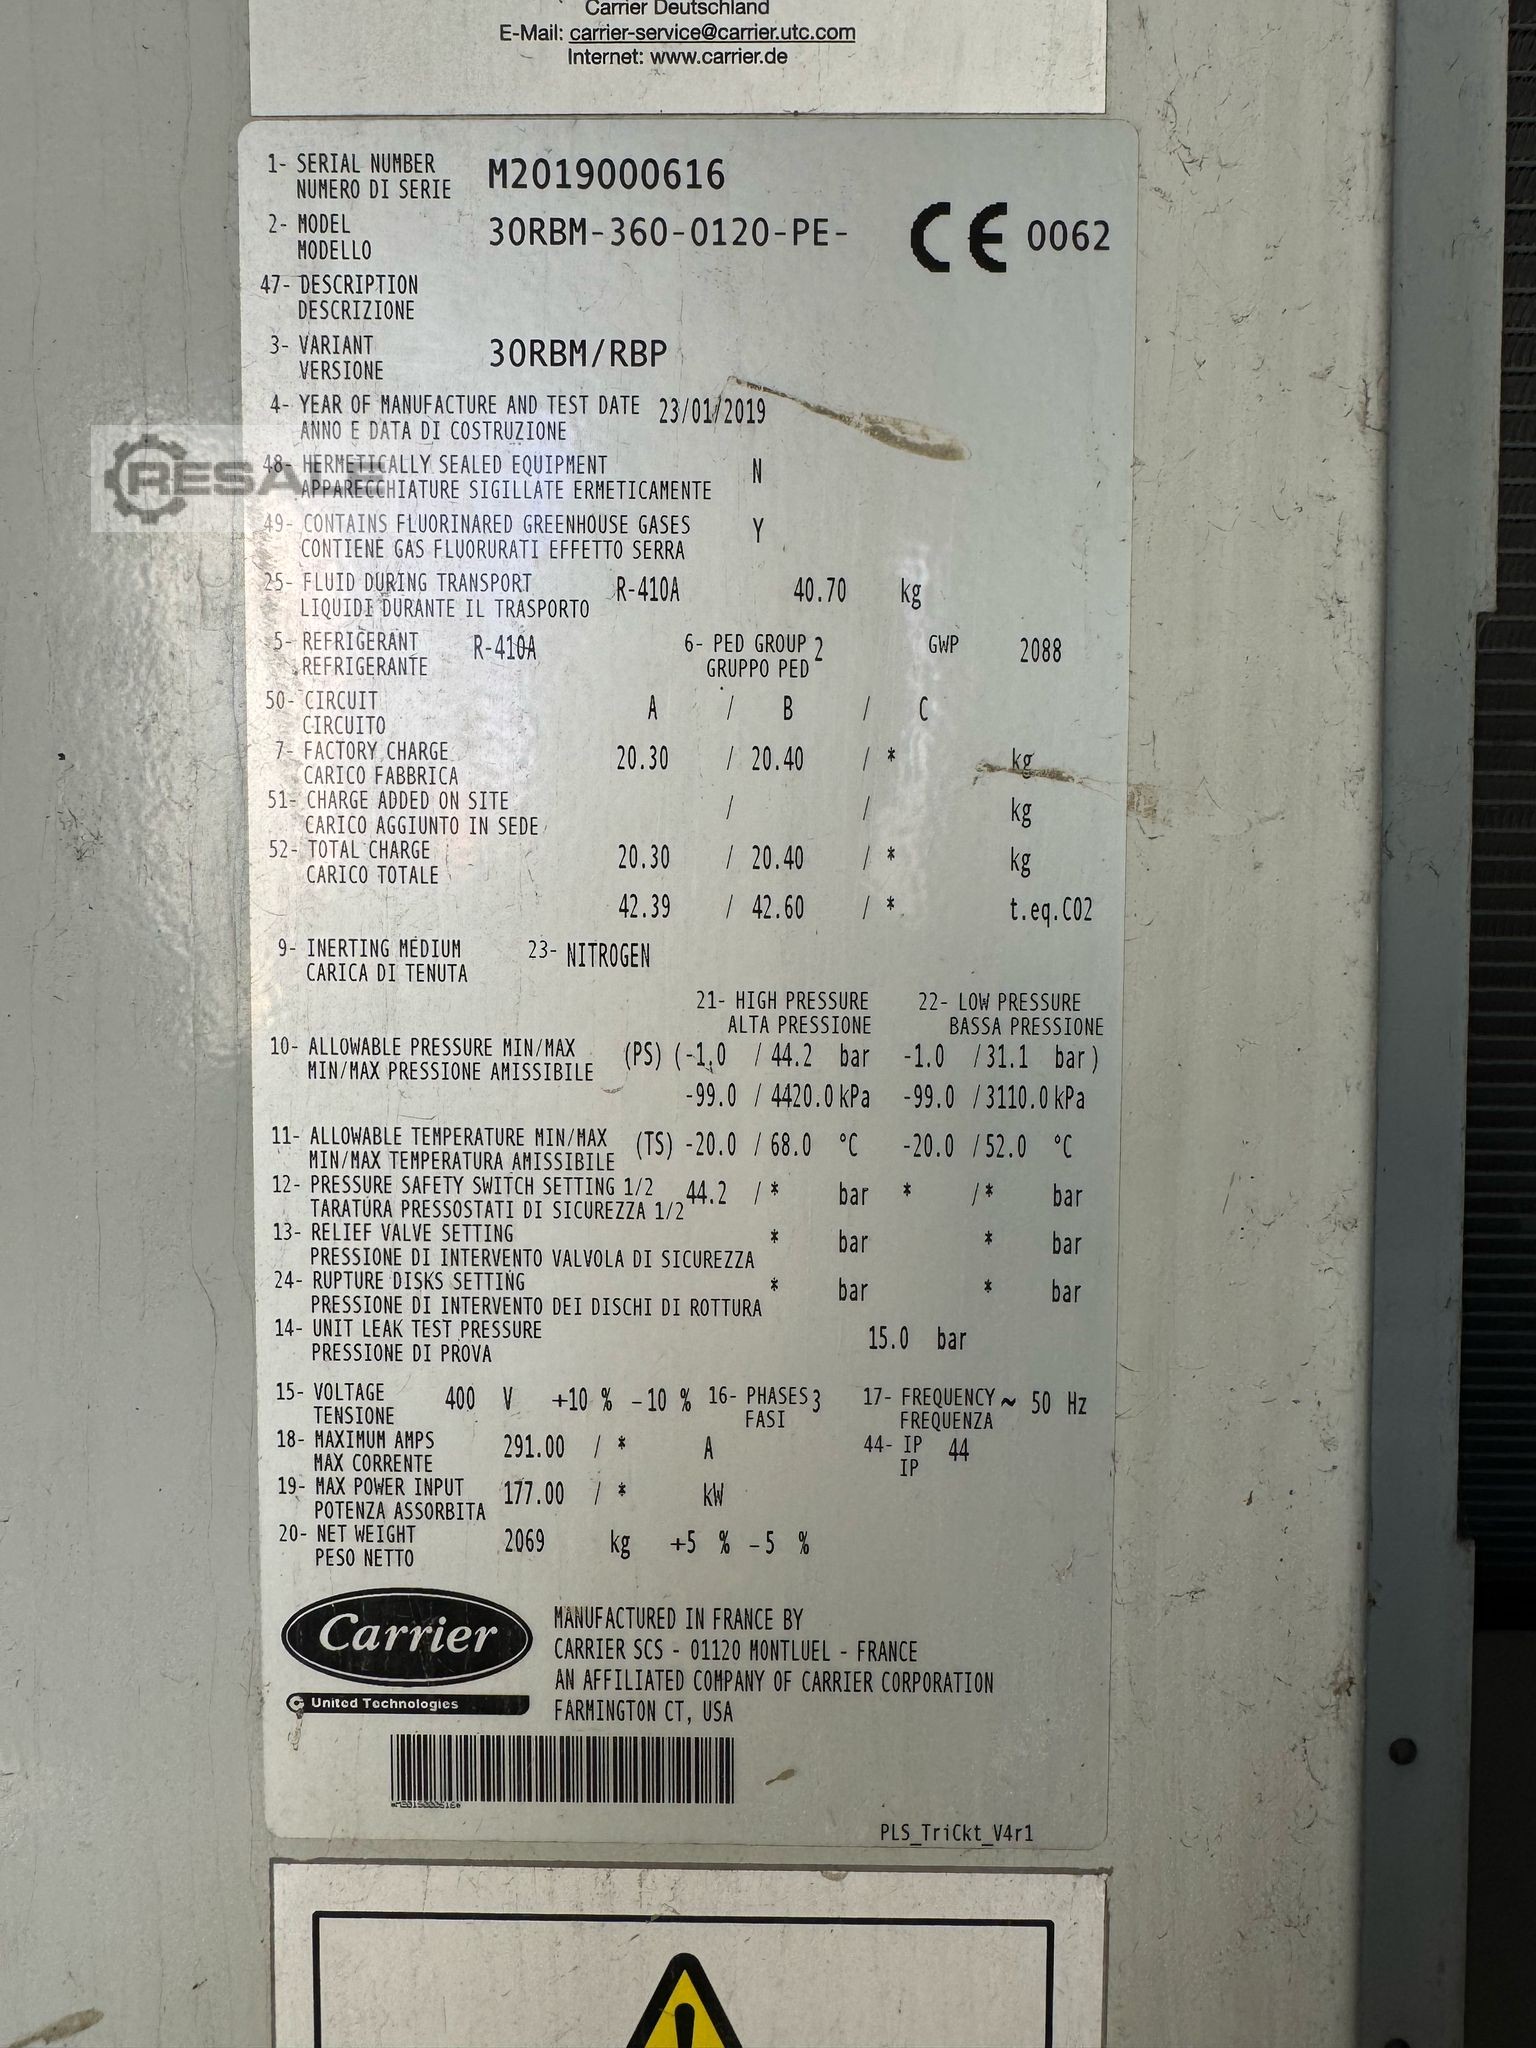 Carrier Deutschland
E-Mail: carrier-service@carrier.utc.com
Internet: www.carrier.de
1- SERIAL NUMBER M2019000616
NUMERO DI SERIE
2- MODEL 30RBM-360-0120-PE- CE 0062
MODELLO
47- DESCRIPTION
DESCRIZIONE
3- VARIANT 30RBM/RBP
VERSIONE
4- YEAR OF MANUFACTURE AND TEST DATE 23/01/2019
ANNO E DATA DI COSTRUZIONE
RESALE
48- HERMETICALLY SEALED EQUIPMENT N
APPARECCHIATURE SIGILLATE ERMETICAMENTE
49- CONTAINS FLUORINARED GREENHOUSE GASES Y
CONTIENE GAS FLUORURATI EFFETTO SERRA
25- FLUID DURING TRANSPORT R-410A 40.70 kg
LIQUIDI DURANTE IL TRASPORTO
5- REFRIGERANT R-410A 6- PED GROUP 2 GWP 2088
REFRIGERANTE GRUPPO PED
50- CIRCUIT A / B / C
CIRCUITO
7- FACTORY CHARGE 20.30 / 20.40 / * kg
CARICO FABBRICA
51- CHARGE ADDED ON SITE / / kg
CARICO AGGIUNTO IN SEDE
52- TOTAL CHARGE 20.30 / 20.40 / * kg
CARICO TOTALE
42.39 / 42.60 / * t.eq.CO2
9- INERTING MEDIUM 23- NITROGEN
CARICA DI TENUTA
21- HIGH PRESSURE 22- LOW PRESSURE
ALTA PRESSIONE BASSA PRESSIONE
10- ALLOWABLE PRESSURE MIN/MAX (PS) (-1.0 / 44.2 bar -1.0 / 31.1 bar)
MIN/MAX PRESSIONE AMISSIBILE
-99.0 / 4420.0 kPa -99.0 / 3110.0 kPa
11- ALLOWABLE TEMPERATURE MIN/MAX (TS) -20.0 / 68.0 °C -20.0 / 52.0 °C
MIN/MAX TEMPERATURA AMISSIBILE
12- PRESSURE SAFETY SWITCH SETTING 1/2 44.2 / * bar * / * bar
TARATURA PRESSOSTATI DI SICUREZZA 1/2
13- RELIEF VALVE SETTING * bar * bar
PRESSIONE DI INTERVENTO VALVOLA DI SICUREZZA
24- RUPTURE DISKS SETTING * bar * bar
PRESSIONE DI INTERVENTO DEI DISCHI DI ROTTURA
14- UNIT LEAK TEST PRESSURE 15.0 bar
PRESSIONE DI PROVA
15- VOLTAGE 400 V +10 % -10 % 16- PHASES 3 17- FREQUENCY ~ 50 Hz
TENSIONE FASI FREQUENZA
18- MAXIMUM AMPS 291.00 / * A 44- IP 44
MAX CORRENTE IP
19- MAX POWER INPUT 177.00 / * kW
POTENZA ASSORBITA
20- NET WEIGHT 2069 kg +5 % -5 %
PESO NETTO
Carrier
United Technologies
MANUFACTURED IN FRANCE BY
CARRIER SCS - 01120 MONTLUEL - FRANCE
AN AFFILIATED COMPANY OF CARRIER CORPORATION
FARMINGTON CT, USA
PLS_TriCkt_V4r1